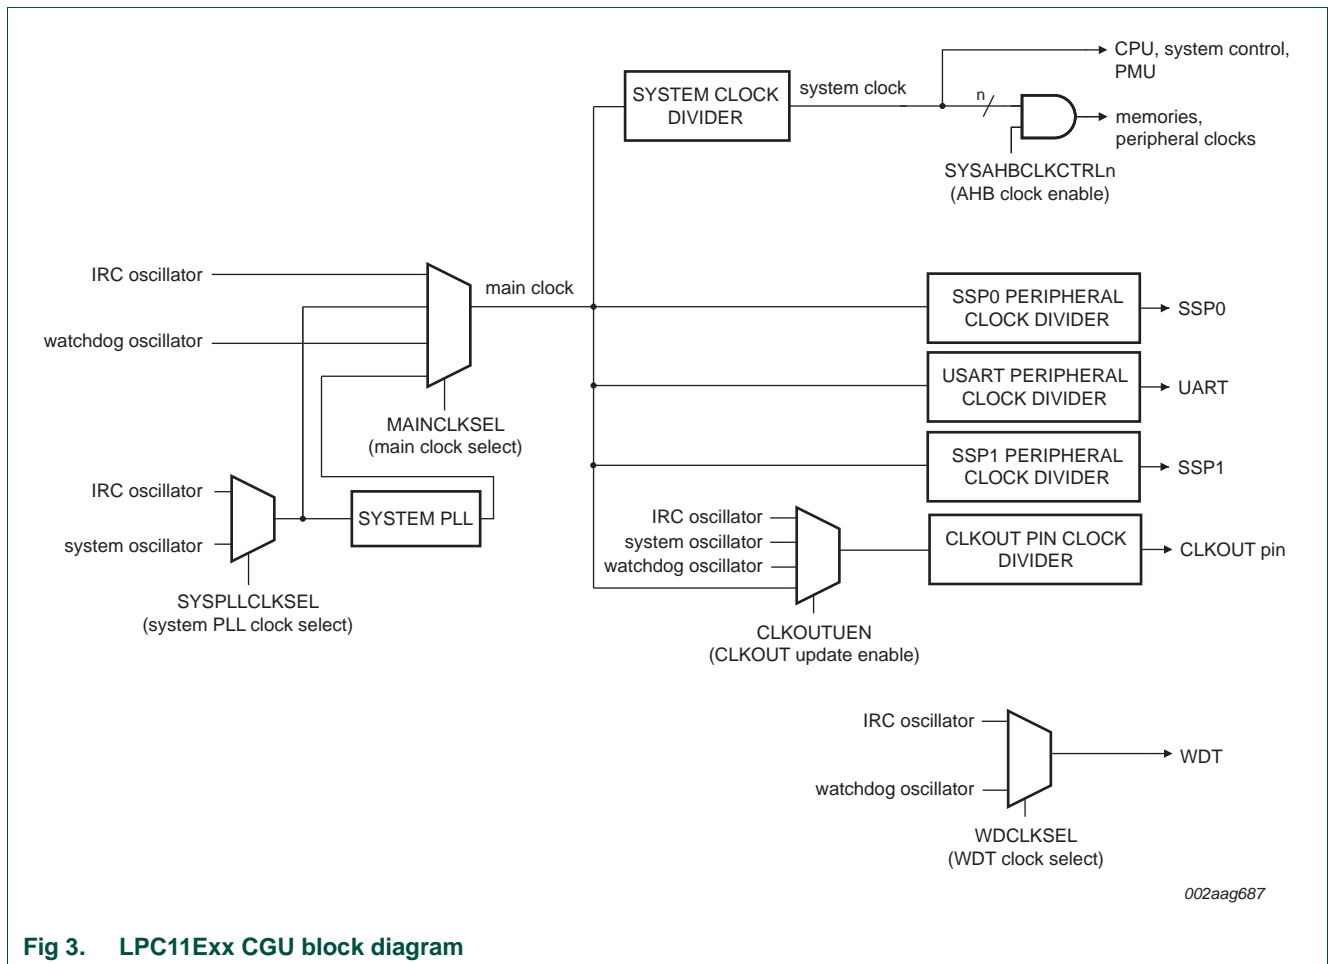 CPU, system control,
PMU
SYSTEM CLOCK
DIVIDER
system clock
n
memories,
peripheral clocks
SYSAHBCLKCTRLn
(AHB clock enable)
IRC oscillator
main clock
watchdog oscillator
MAINCLKSEL
(main clock select)
SSP0 PERIPHERAL
CLOCK DIVIDER
SSP0
USART PERIPHERAL
CLOCK DIVIDER
UART
SSP1 PERIPHERAL
CLOCK DIVIDER
SSP1
IRC oscillator
system oscillator
SYSTEM PLL
SYSPLLCLKSEL
(system PLL clock select)
IRC oscillator
system oscillator
watchdog oscillator
CLKOUT PIN CLOCK
DIVIDER
CLKOUT pin
CLKOUTUEN
(CLKOUT update enable)
IRC oscillator
watchdog oscillator
WDT
WDCLKSEL
(WDT clock select)
002aag687
Fig 3. LPC11Exx CGU block diagram